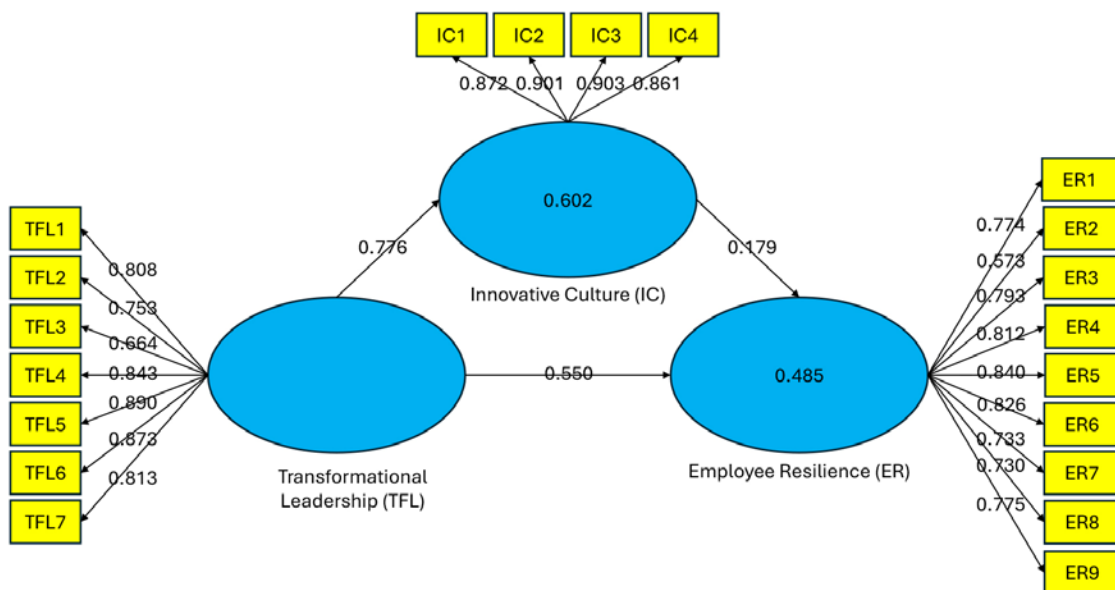 IC1 IC2 IC3 IC4
0.872 0.901 0.903 0.861
0.602
Innovative Culture (IC)
0.776
0.179
TFL1
TFL2
TFL3
TFL4
TFL5
TFL6
TFL7
0.808
0.753
0.664
0.843
0.890
0.873
0.813
Transformational
Leadership (TFL)
0.550
0.485
Employee Resilience (ER)
0.774
0.573
0.793
0.812
0.840
0.826
0.733
0.730
0.775
ER1
ER2
ER3
ER4
ER5
ER6
ER7
ER8
ER9